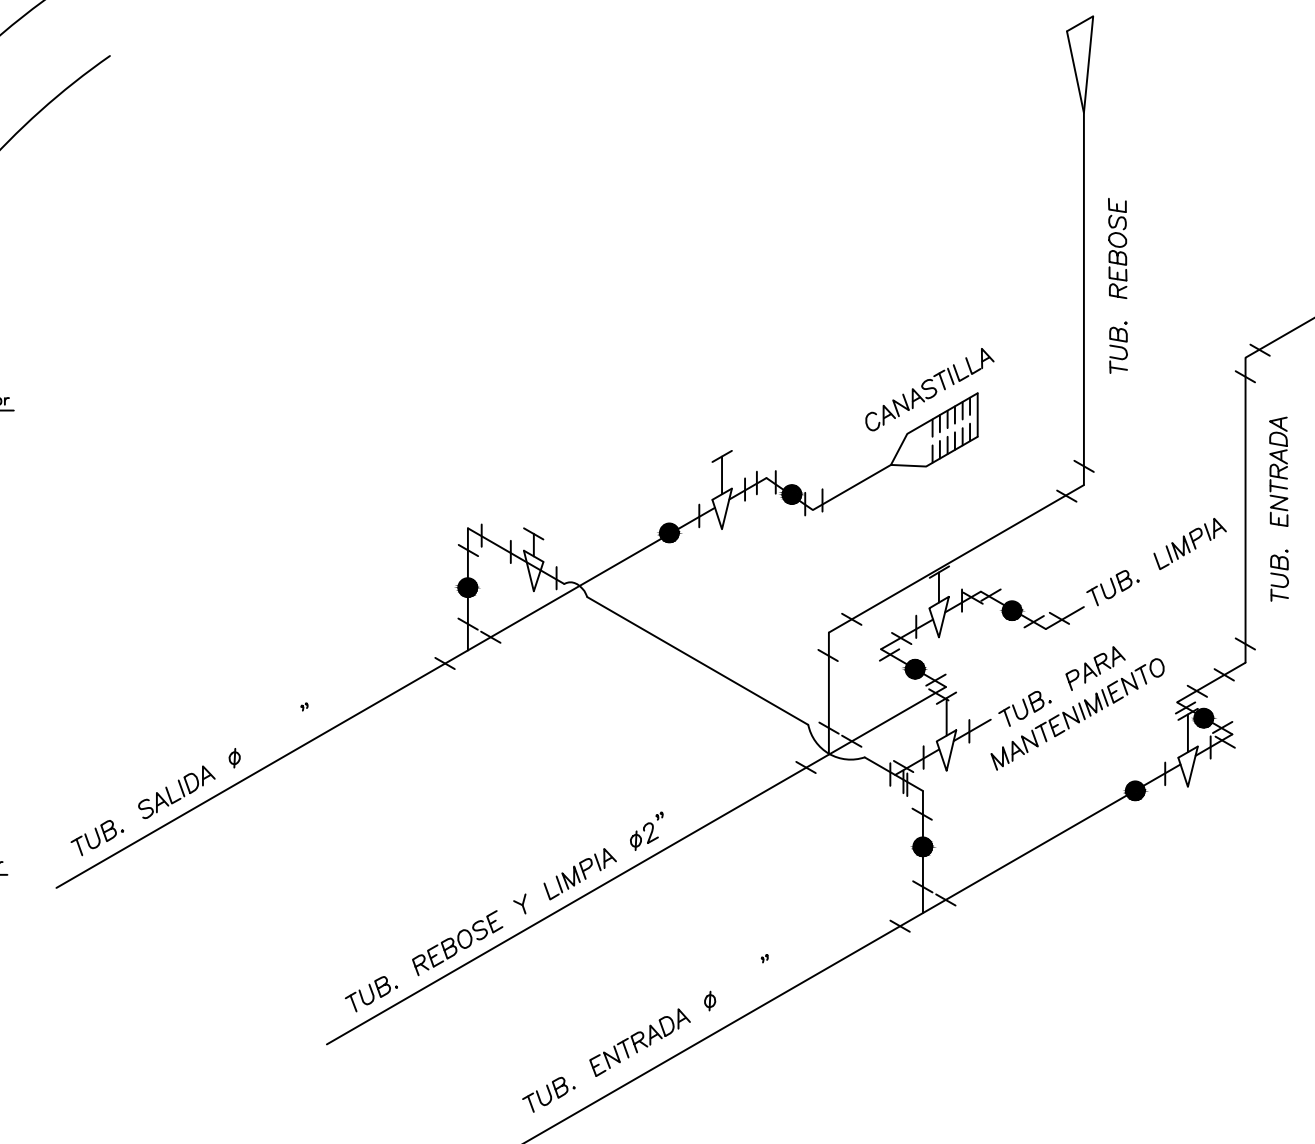 TUB. REBOSE
CANASTILLA
TUB. ENTRADA
TUB. LIMPIA
TUB. PARA
MANTENIMIENTO
TUB. SALIDA ϕ ”
TUB. REBOSE Y LIMPIA ϕ2”
TUB. ENTRADA ϕ ”